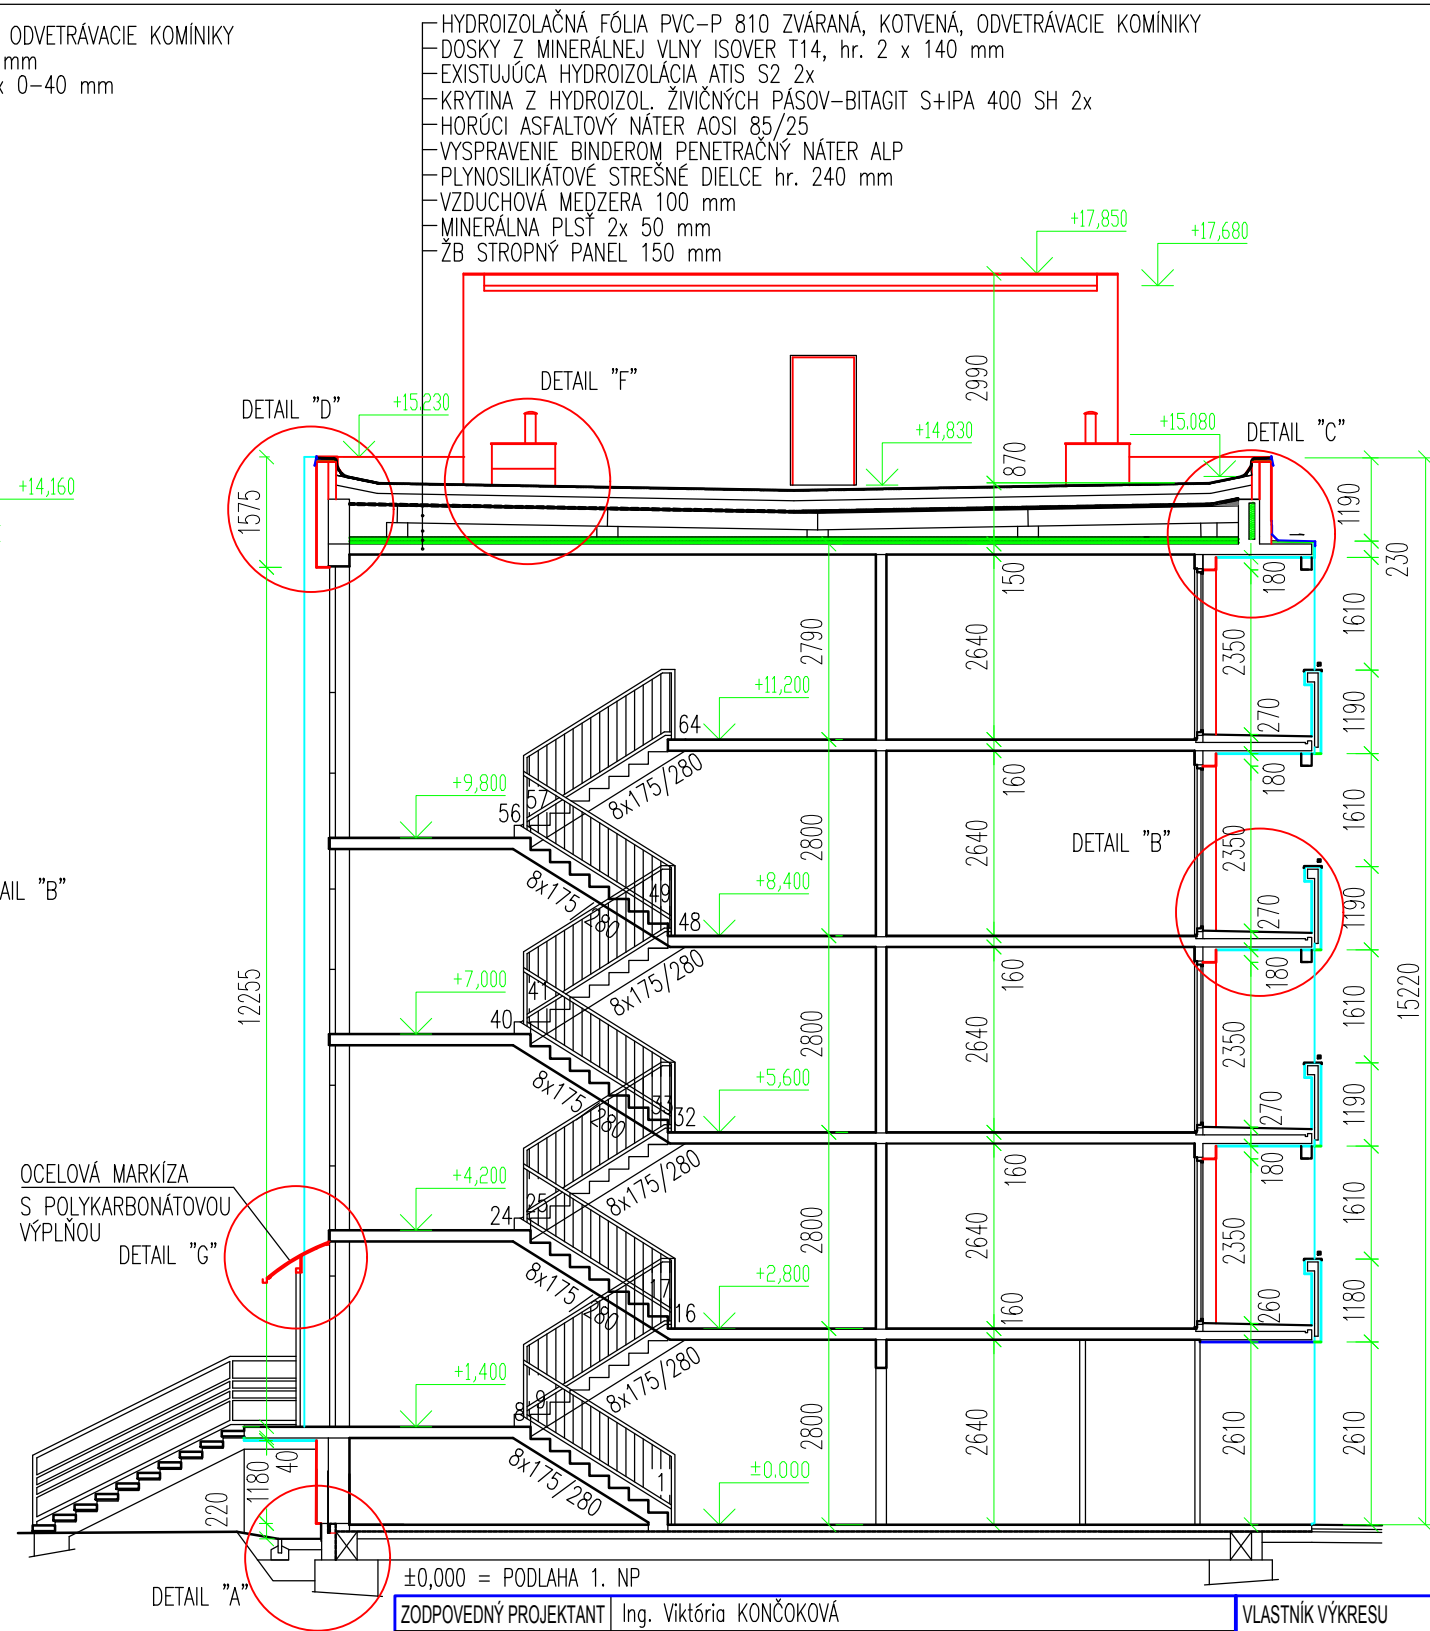 ODVETRÁVACIE KOMÍNIKY
mm
x 0-40 mm
HYDROIZOLAČNÁ FÓLIA PVC-P 810 ZVÁRANÁ, KOTVENÁ, ODVETRÁVACIE KOMÍNIKY
DOSKY Z MINERÁLNEJ VLNY ISOVER T14, hr. 2 x 140 mm
EXISTUJÚCA HYDROIZOLÁCIA ATIS S2 2x
KRYTINA Z HYDROIZOL. ŽIVIČNÝCH PÁSOV-BITAGIT S+IPA 400 SH 2x
HORÚCI ASFALTOVÝ NÁTER AOSI 85/25
VYSPRAVENIE BINDEROM PENETRAČNÝ NÁTER ALP
PLYNOSILIKÁTOVÉ STREŠNÉ DIELCE hr. 240 mm
VZDUCHOVÁ MEDZERA 100 mm
MINERÁLNA PLSŤ 2x 50 mm
ŽB STROPNÝ PANEL 150 mm
+17,850
+17,680
2990
DETAIL "F"
DETAIL "D"
+15,230
+14,830
+15.080
DETAIL "C"
870
+14,160
1575
1190
230
150
180
1610
2790
2640
2350
+11,200
64
270
1190
160
180
8x175/280
+9,800
57
56
1610
2800
2640
2350
DETAIL "B"
AIL "B"
8x175/280
49
48
+8,400
270
1190
160
180
8x175/280
+7,000
41
40
12255
15220
1610
2800
2640
2350
8x175/280
33
32
+5,600
270
1190
160
180
8x175/280
OCELOVÁ MARKÍZA
S POLYKARBONÁTOVOU
VÝPLŇOU
DETAIL "G"
+4,200
25
24
1610
2800
2640
2350
8x175/280
17
16
+2,800
260
1180
160
8x175/280
+1,400
9
8
2800
2640
2610
2610
8x175/280
1
±0.000
40
1180
220
DETAIL "A"
±0,000 = PODLAHA 1. NP
ZODPOVEDNÝ PROJEKTANT
Ing. Viktória KONČOKOVÁ
VLASTNÍK VÝKRESU